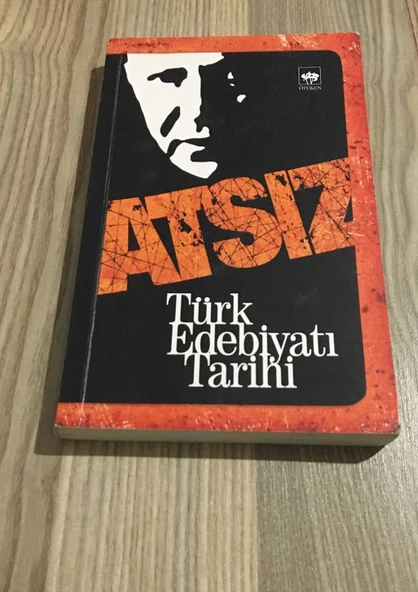 ÖTÜKEN
ATSIZ
Türk
Edebiyatı
Tarihi